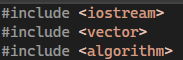 #include <iostream>
#include <vector>
#include <algorithm>